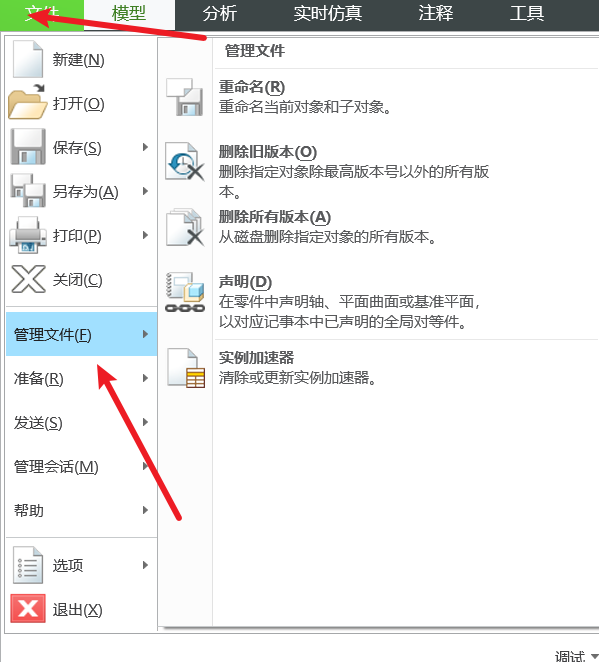 文件 模型 分析 实时仿真 注释 工具
新建(N)
打开(O)
保存(S)
另存为(A)
打印(P)
关闭(C)
管理文件(F)
准备(R)
发送(S)
管理会话(M)
帮助
选项
退出(X)
管理文件
重命名(R)
重命名当前对象和子对象。
删除旧版本(O)
删除指定对象除最高版本号以外的所有版
本。
删除所有版本(A)
从磁盘删除指定对象的所有版本。
声明(D)
在零件中声明轴、平面曲面或基准平面,
以对应记事本中已声明的全局对等件。
实例加速器
清除或更新实例加速器。
调试